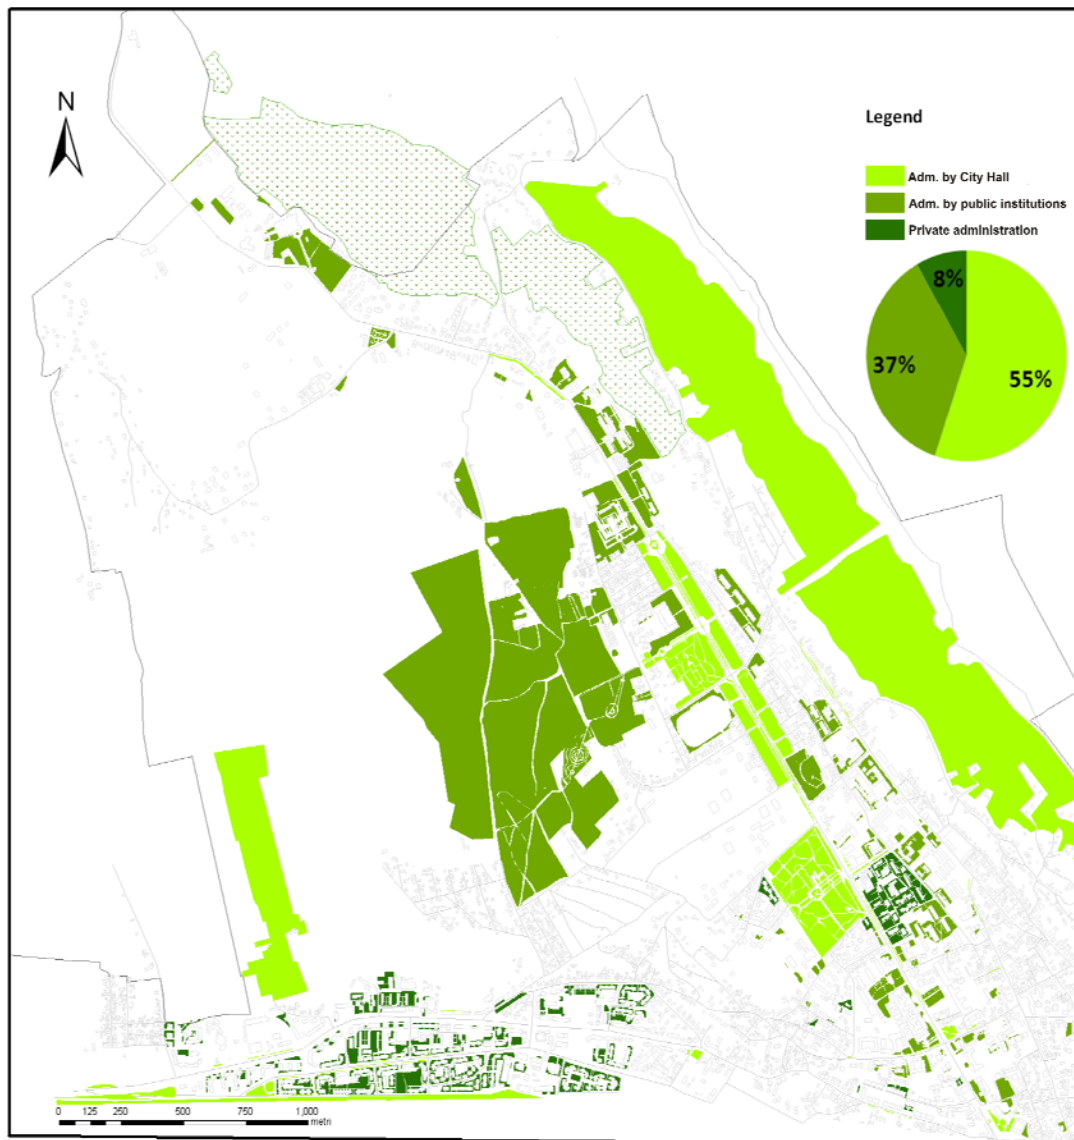 N
Legend
Adm. by City Hall
Adm. by public institutions
Private administration
8%
37%
55%
0 125 250 500 750 1,000
metri